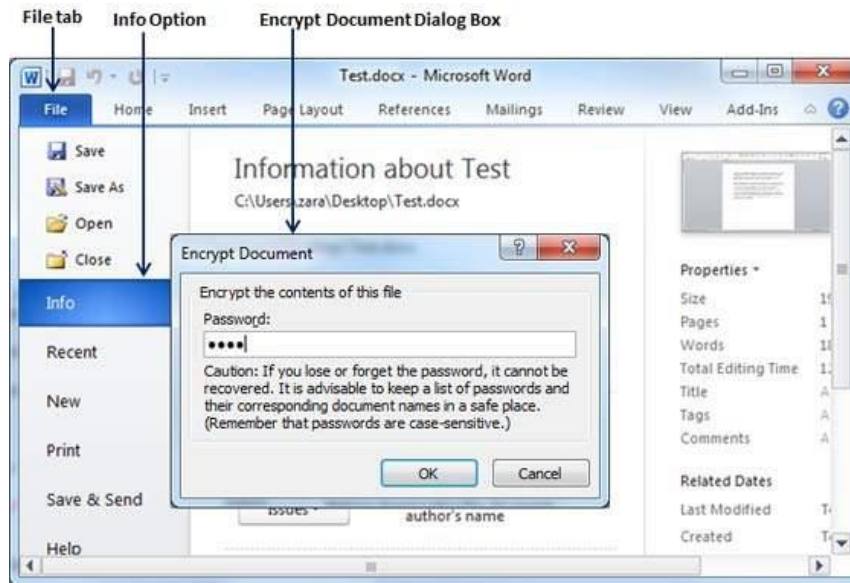 File tab Info Option Encrypt Document Dialog Box
W Test.docx - Microsoft Word
File Home Insert Page Layout References Mailings Review View Add-Ins
Save
Save As
Open
Close
Info
Recent
New
Print
Save & Send
Help
Information about Test
C:\Users\zara\Desktop\Test.docx
Encrypt Document
Encrypt the contents of this file
Password:
••••
Caution: If you lose or forget the password, it cannot be
recovered. It is advisable to keep a list of passwords and
their corresponding document names in a safe place.
(Remember that passwords are case-sensitive.)
OK Cancel
Issues
author's name
Properties
Size
Pages 1
Words
Total Editing Time
Title
Tags
Comments
Related Dates
Last Modified
Created